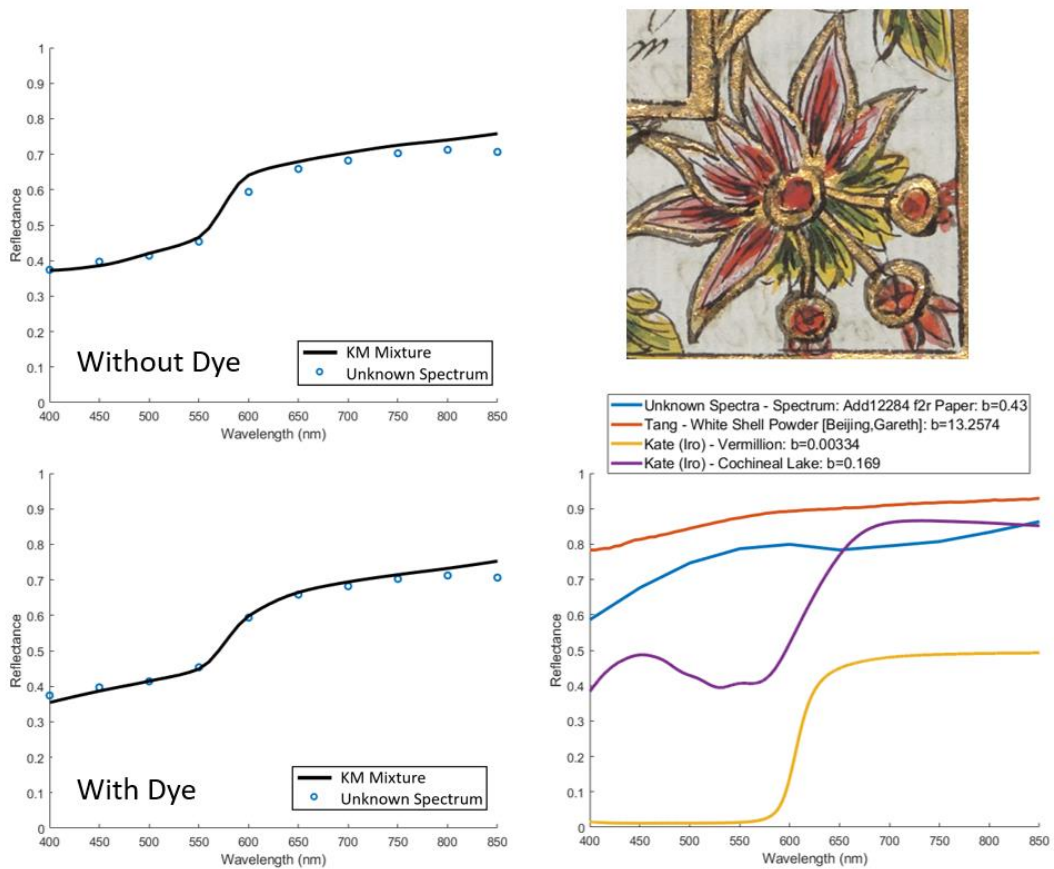 1
0.9
0.8
0.7
0.6
0.5
0.4
0.3
0.2
0.1
0
Reflectance
Without Dye
KM Mixture
Unknown Spectrum
400 450 500 550 600 650 700 750 800 850
Wavelength (nm)
Unknown Spectra - Spectrum: Add12284 f2r Paper: b=0.43
Tang - White Shell Powder [Beijing,Gareth]: b=13.2574
Kate (Iro) - Vermillion: b=0.00334
Kate (Iro) - Cochineal Lake: b=0.169
1
0.9
0.8
0.7
0.6
0.5
0.4
0.3
0.2
0.1
0
Reflectance
With Dye
KM Mixture
Unknown Spectrum
400 450 500 550 600 650 700 750 800 850
Wavelength (nm)
1
0.9
0.8
0.7
0.6
0.5
0.4
0.3
0.2
0.1
0
Reflectance
400 450 500 550 600 650 700 750 800 850
Wavelength (nm)